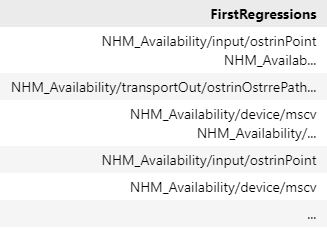 FirstRegressions
NHM_Availability/input/ostrinPoint
NHM_Availab...
NHM_Availability/transportOut/ostrinOstrrePath...
NHM_Availability/device/mscv
NHM_Availability/...
NHM_Availability/input/ostrinPoint
NHM_Availability/device/mscv
...